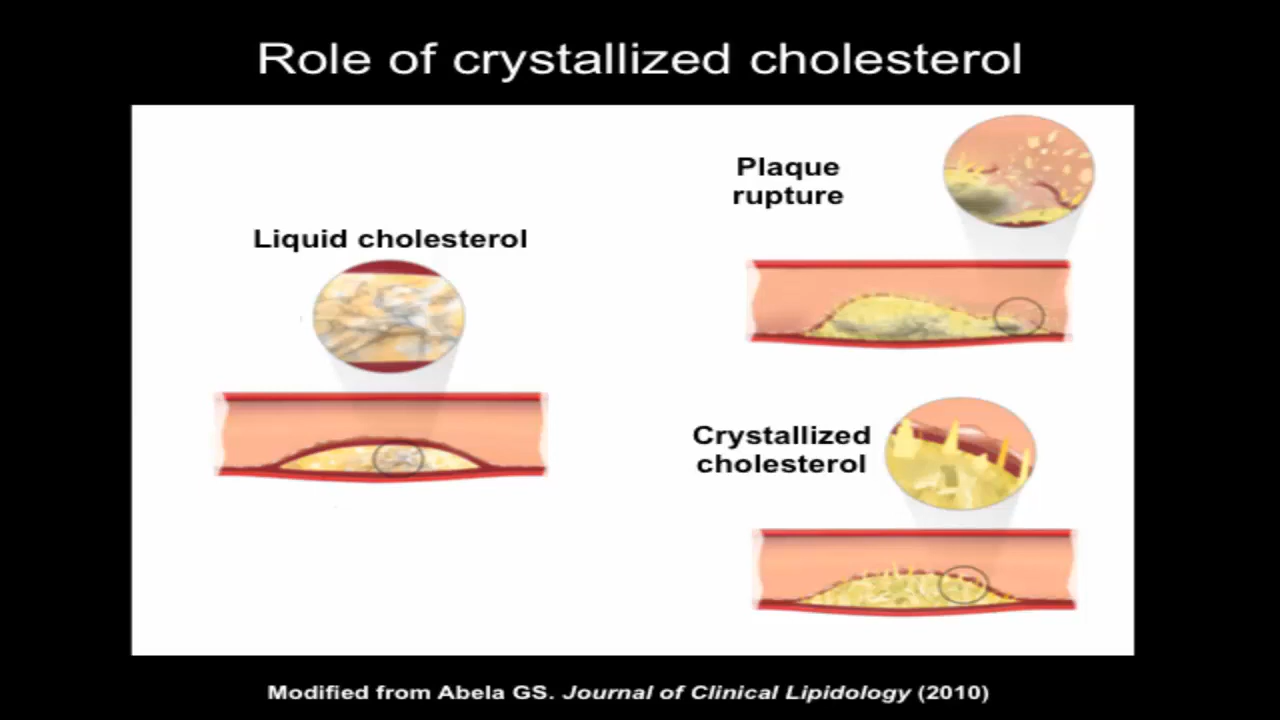 Role of crystallized cholesterol
Liquid cholesterol
Plaque
rupture
Crystallized
cholesterol
Modified from Abela GS. Journal of Clinical Lipidology (2010)